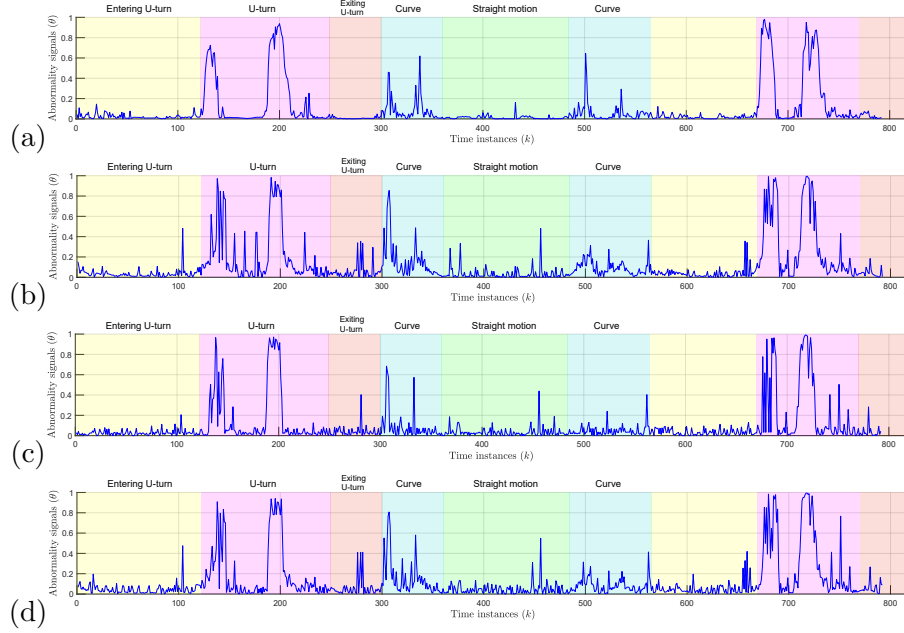 Entering U-turn U-turn Exiting U-turn Curve Straight motion Curve
Abnormality signals (θ)
1
0.8
0.6
0.4
0.2
0
0 100 200 300 400 500 600 700 800
Time instances (k)
(a)
Entering U-turn U-turn Exiting U-turn Curve Straight motion Curve
Abnormality signals (θ)
1
0.8
0.6
0.4
0.2
0
0 100 200 300 400 500 600 700 800
Time instances (k)
(b)
Entering U-turn U-turn Exiting U-turn Curve Straight motion Curve
Abnormality signals (θ)
1
0.8
0.6
0.4
0.2
0
0 100 200 300 400 500 600 700 800
Time instances (k)
(c)
Entering U-turn U-turn Exiting U-turn Curve Straight motion Curve
Abnormality signals (θ)
1
0.8
0.6
0.4
0.2
0
0 100 200 300 400 500 600 700 800
Time instances (k)
(d)